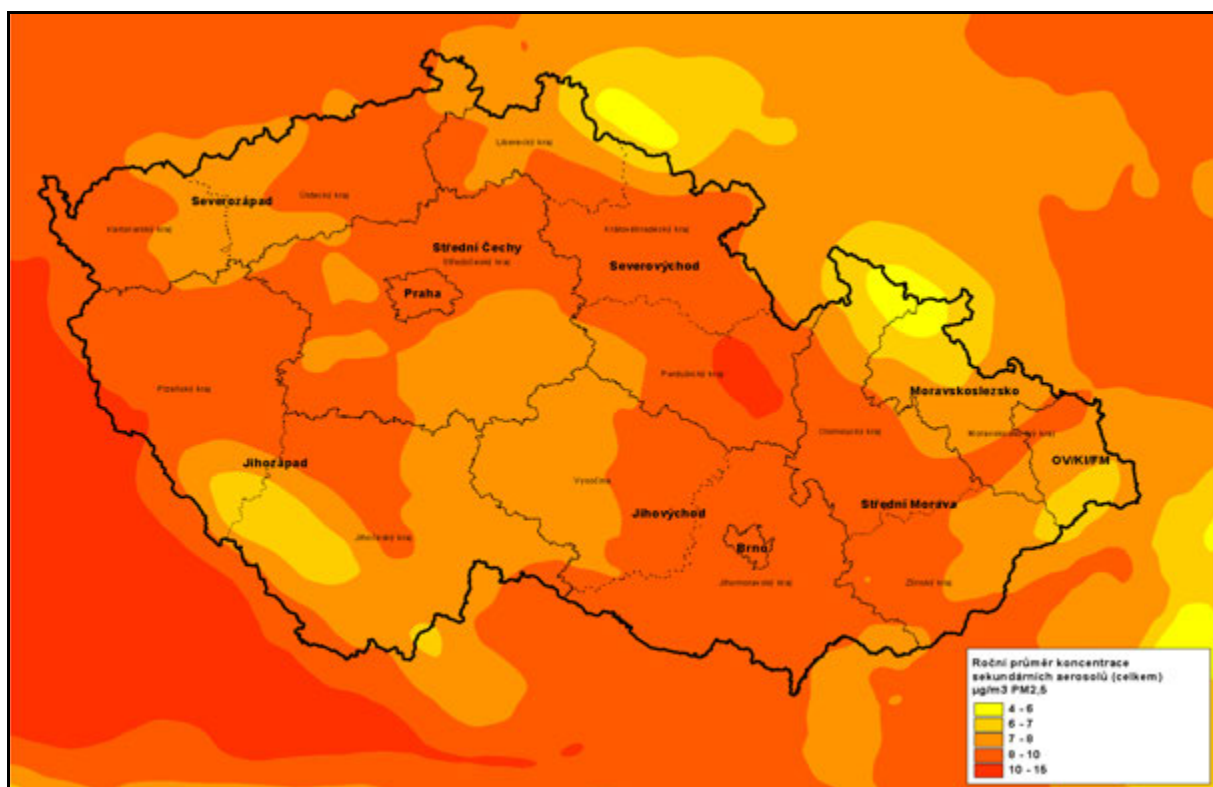 Liberecký kraj
Ústecký kraj
Severozápad
Karlovarský kraj
Královéhradecký kraj
Střední Čechy
Středočeský kraj
Severovýchod
Praha
Pardubický kraj
Plzeňský kraj
Moravskoslezsko
Olomoucký kraj
Moravskoslezský kraj
OV/KI/FM
Jihozápad
Vysočina
Střední Morava
Jihovýchod
Jihočeský kraj
Brno
Jihomoravský kraj
Zlínský kraj
Roční průměr koncentrace
sekundárních aerosolů (celkem)
µg/m3 PM2,5
4 - 6
6 - 7
7 - 8
8 - 10
10 - 15